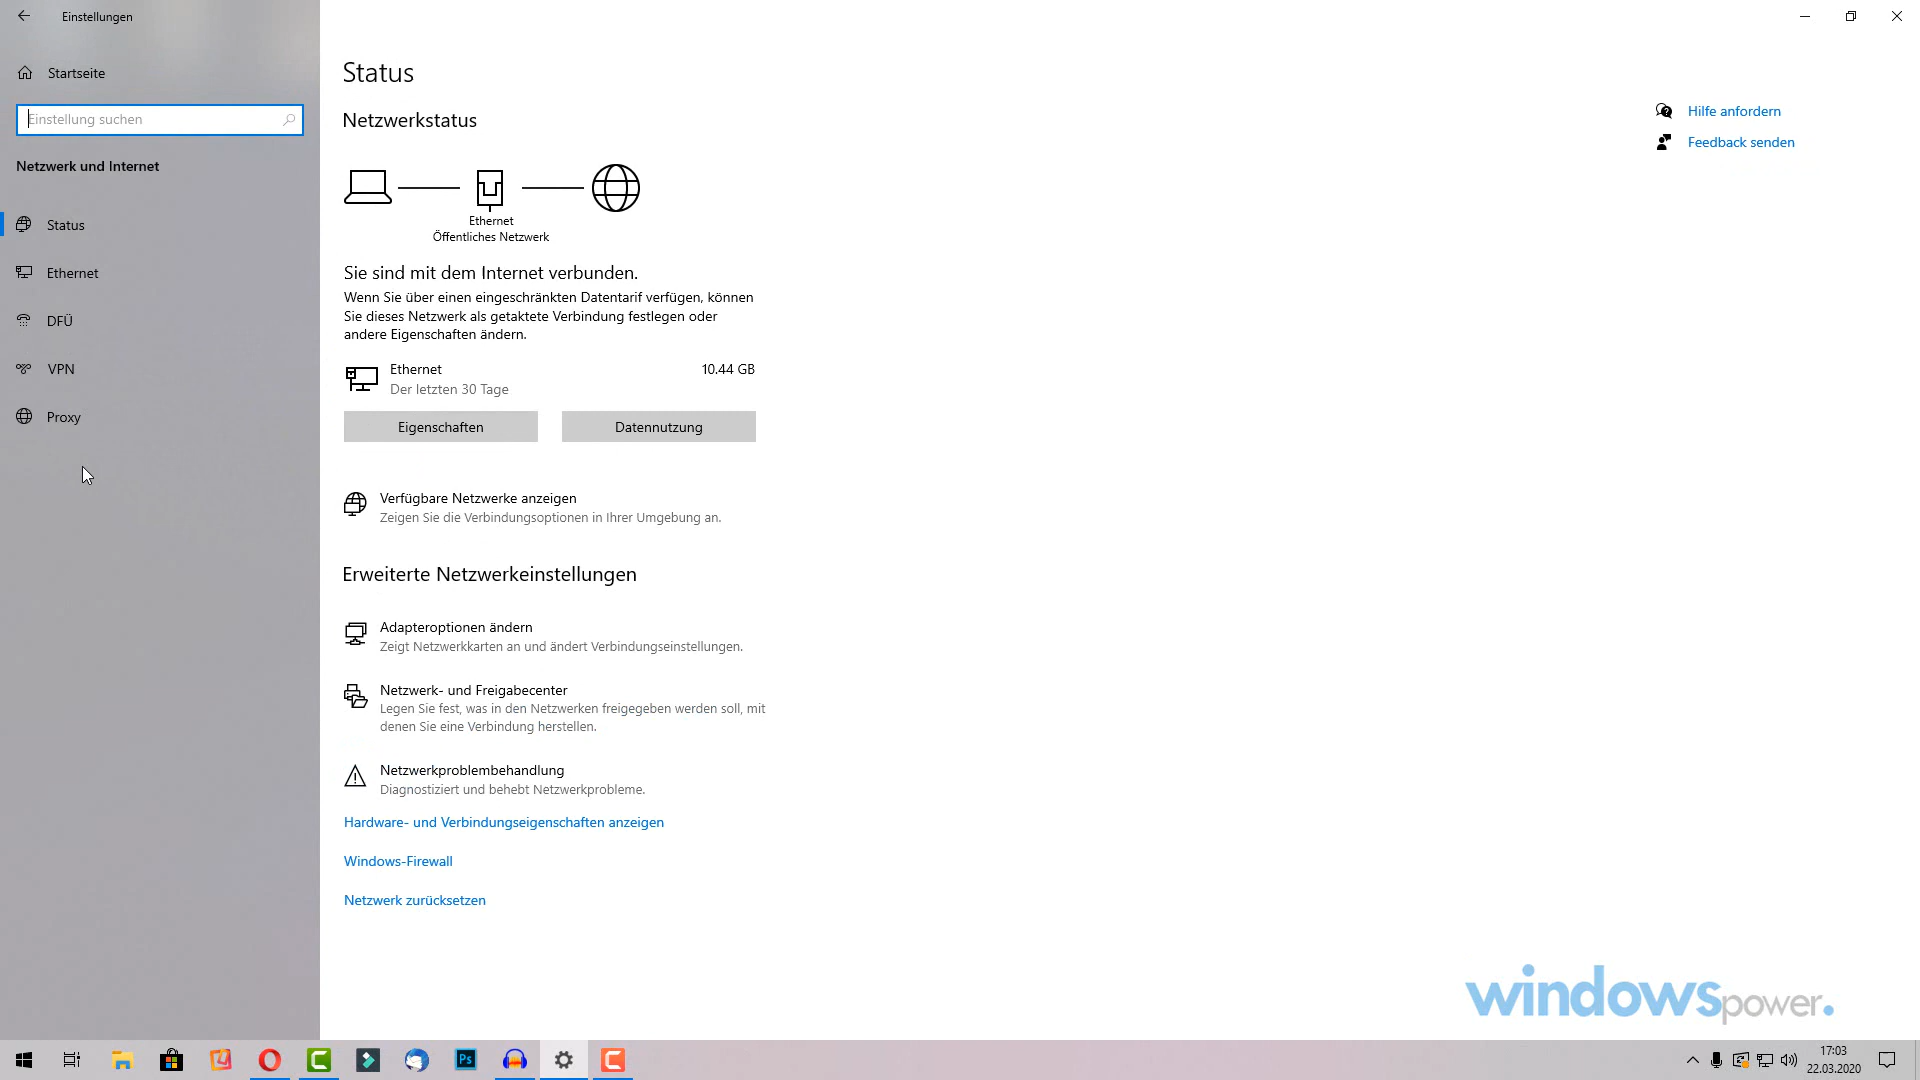 Einstellungen
Startseite
Einstellung suchen
Netzwerk und Internet
Status
Ethernet
DFÜ
VPN
Proxy
Status
Netzwerkstatus
Ethernet
Öffentliches Netzwerk
Sie sind mit dem Internet verbunden.
Wenn Sie über einen eingeschränkten Datentarif verfügen, können
Sie dieses Netzwerk als getaktete Verbindung festlegen oder
andere Eigenschaften ändern.
Ethernet 10.44 GB
Der letzten 30 Tage
Eigenschaften Datennutzung
Verfügbare Netzwerke anzeigen
Zeigen Sie die Verbindungsoptionen in Ihrer Umgebung an.
Erweiterte Netzwerkeinstellungen
Adapteroptionen ändern
Zeigt Netzwerkkarten an und ändert Verbindungseinstellungen.
Netzwerk- und Freigabecenter
Legen Sie fest, was in den Netzwerken freigegeben werden soll, mit
denen Sie eine Verbindung herstellen.
Netzwerkproblembehandlung
Diagnostiziert und behebt Netzwerkprobleme.
Hardware- und Verbindungseigenschaften anzeigen
Windows-Firewall
Netzwerk zurücksetzen
Hilfe anfordern
Feedback senden
windowspower.
Ps
17:03
22.03.2020